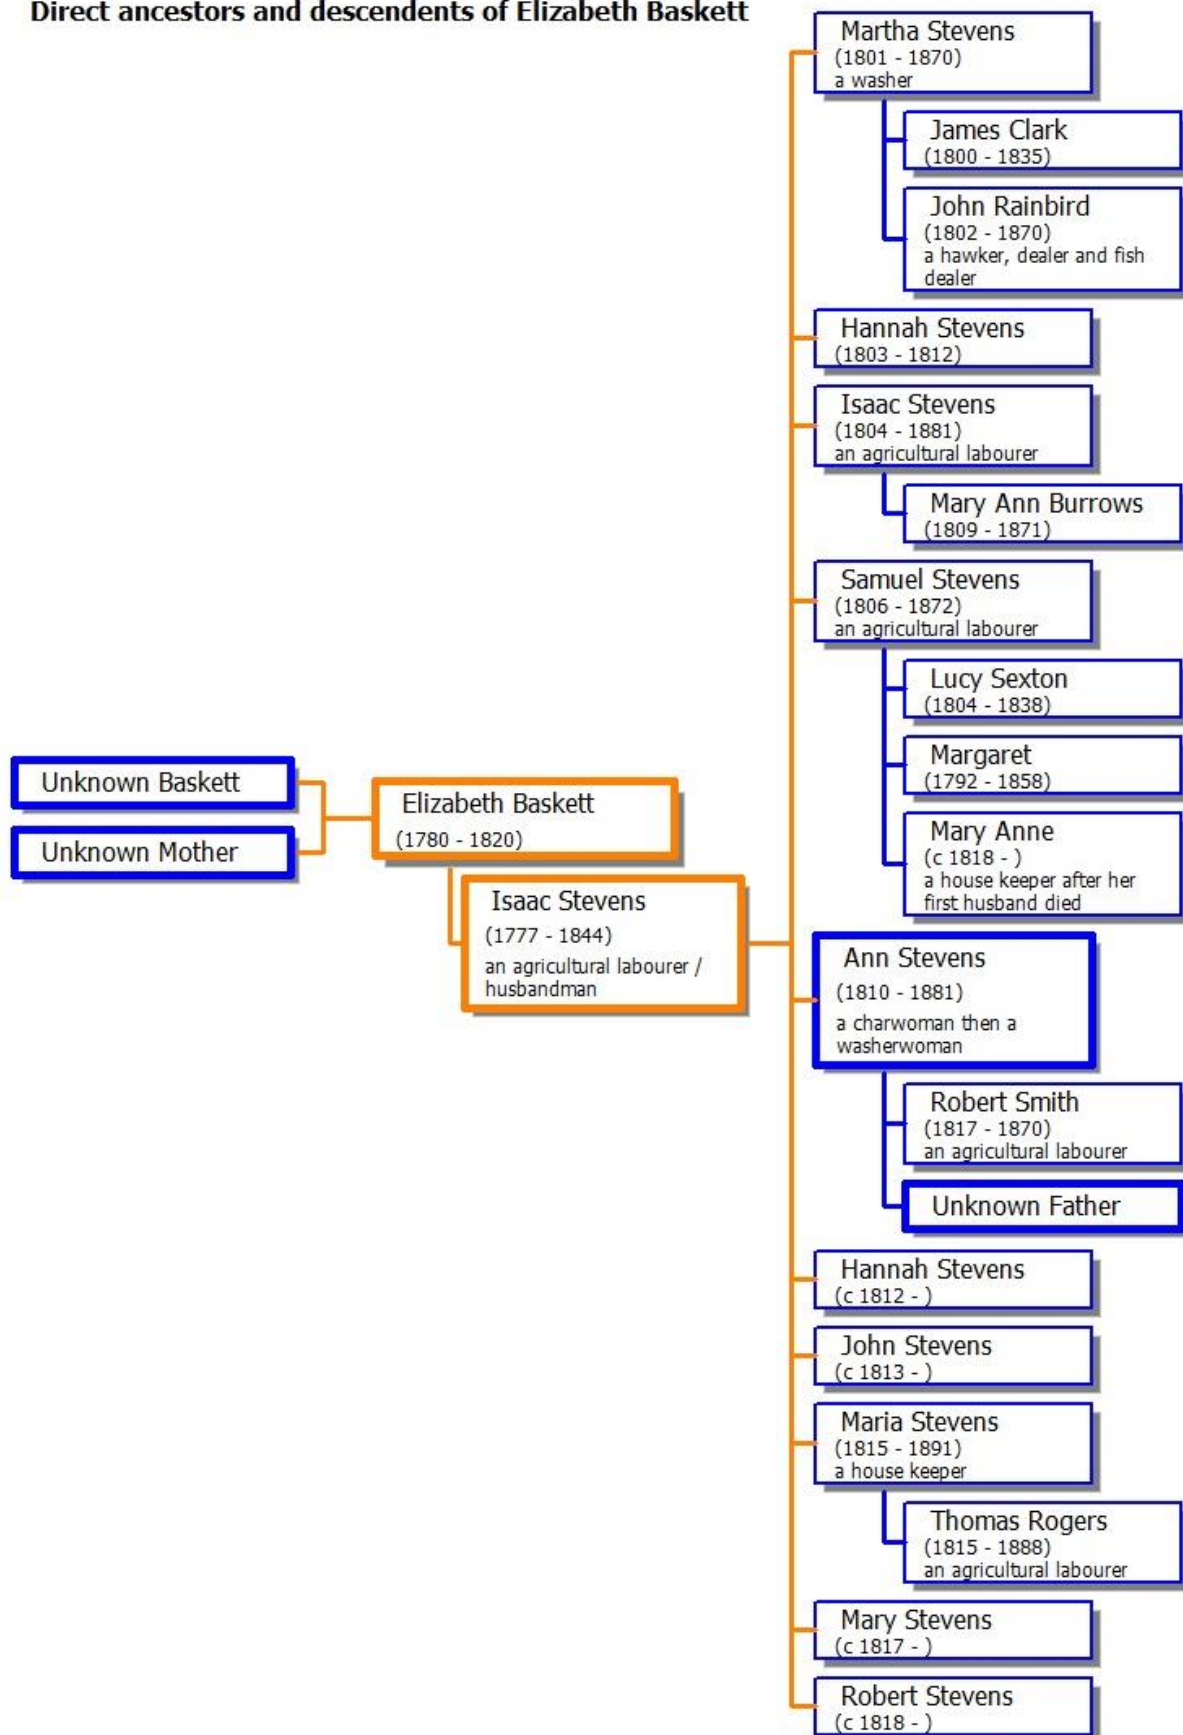 Direct ancestors and descendents of Elizabeth Baskett
Martha Stevens
(1801 - 1870)
a washer
James Clark
(1800 - 1835)
John Rainbird
(1802 - 1870)
a hawker, dealer and fish
dealer
Hannah Stevens
(1803 - 1812)
Isaac Stevens
(1804 - 1881)
an agricultural labourer
Mary Ann Burrows
(1809 - 1871)
Samuel Stevens
(1806 - 1872)
an agricultural labourer
Lucy Sexton
(1804 - 1838)
Margaret
(1792 - 1858)
Mary Anne
(c 1818 - )
a house keeper after her
first husband died
Unknown Baskett
Unknown Mother
Elizabeth Baskett
(1780 - 1820)
Isaac Stevens
(1777 - 1844)
an agricultural labourer /
husbandman
Ann Stevens
(1810 - 1881)
a charwoman then a
washerwoman
Robert Smith
(1817 - 1870)
an agricultural labourer
Unknown Father
Hannah Stevens
(c 1812 - )
John Stevens
(c 1813 - )
Maria Stevens
(1815 - 1891)
a house keeper
Thomas Rogers
(1815 - 1888)
an agricultural labourer
Mary Stevens
(c 1817 - )
Robert Stevens
(c 1818 - )